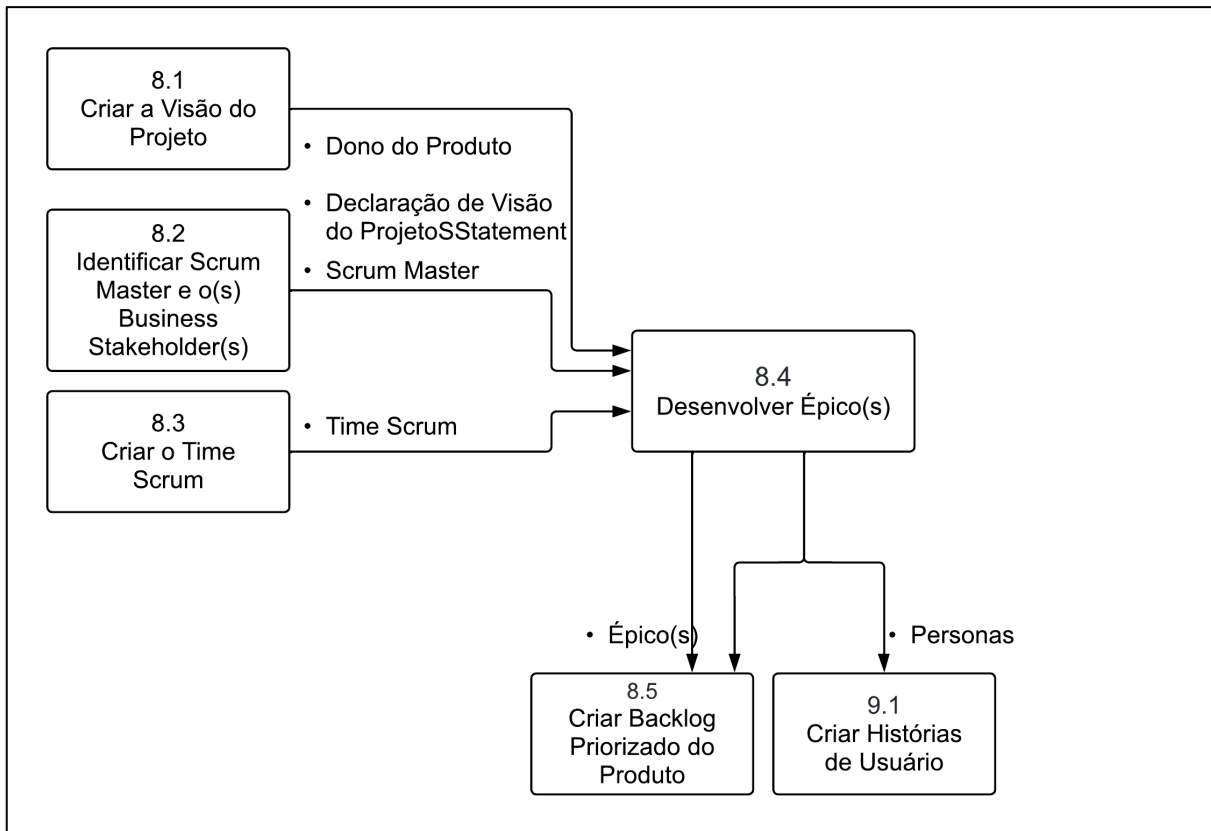 8.1
Criar a Visão do
Projeto
• Dono do Produto
• Declaração de Visão
do ProjetoSStatement
8.2
Identificar Scrum
Master e o(s)
Business
Stakeholder(s)
• Scrum Master
8.3
Criar o Time
Scrum
• Time Scrum
8.4
Desenvolver Épico(s)
• Épico(s)
• Personas
8.5
Criar Backlog
Priorizado do
Produto
9.1
Criar Histórias
de Usuário